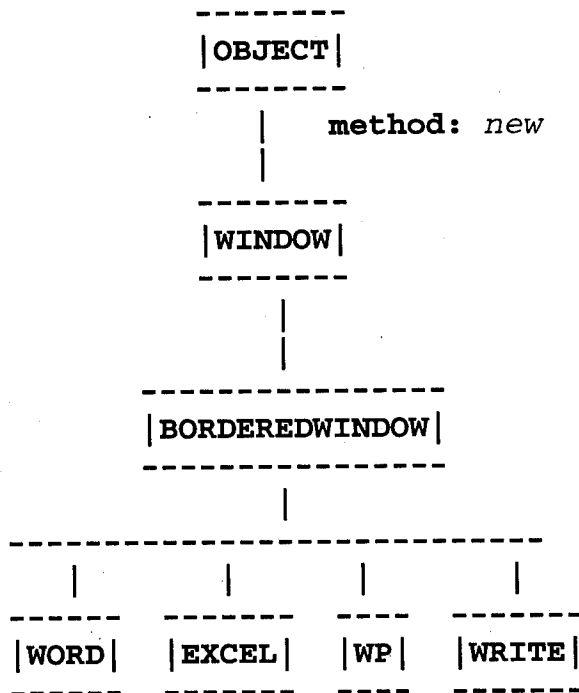 |OBJECT|
method: new
|WINDOW|
|BORDEREDWINDOW|
|WORD| |EXCEL| |WP| |WRITE|